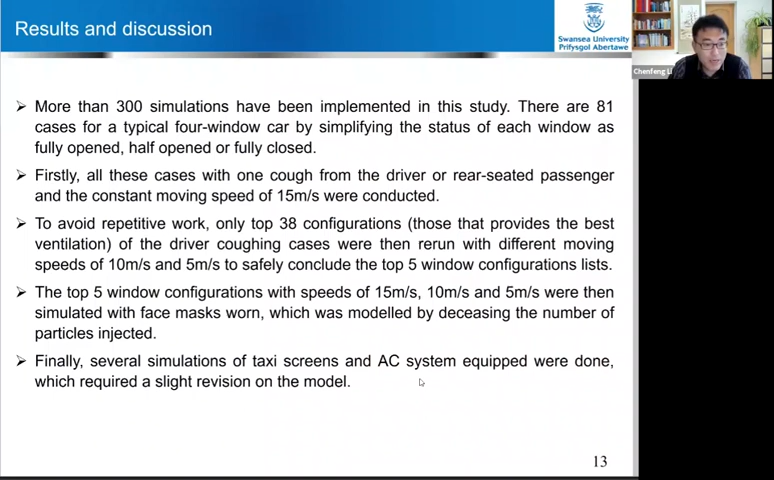 Results and discussion
Swansea University
Prifysgol Abertawe
Chenfeng Li
➢ More than 300 simulations have been implemented in this study. There are 81
cases for a typical four-window car by simplifying the status of each window as
fully opened, half opened or fully closed.
➢ Firstly, all these cases with one cough from the driver or rear-seated passenger
and the constant moving speed of 15m/s were conducted.
➢ To avoid repetitive work, only top 38 configurations (those that provides the best
ventilation) of the driver coughing cases were then rerun with different moving
speeds of 10m/s and 5m/s to safely conclude the top 5 window configurations lists.
➢ The top 5 window configurations with speeds of 15m/s, 10m/s and 5m/s were then
simulated with face masks worn, which was modelled by deceasing the number of
particles injected.
➢ Finally, several simulations of taxi screens and AC system equipped were done,
which required a slight revision on the model.
13